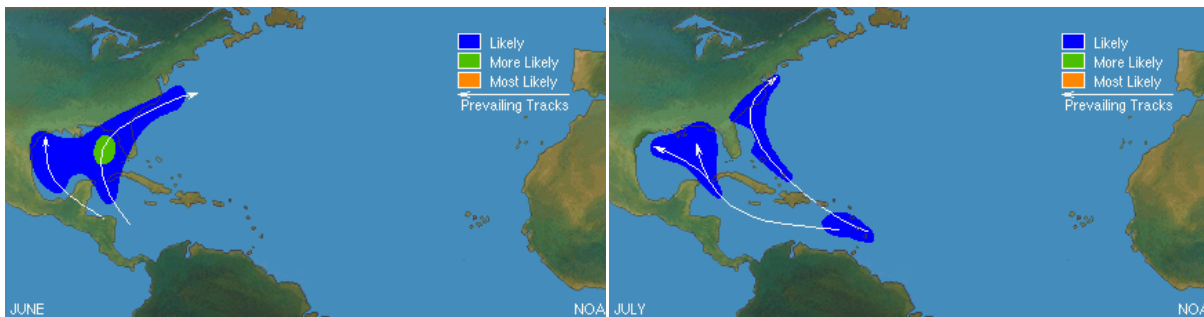 Likely
More Likely
Most Likely
Prevailing Tracks
JUNE
NOA
Likely
More Likely
Most Likely
Prevailing Tracks
JULY
NOA